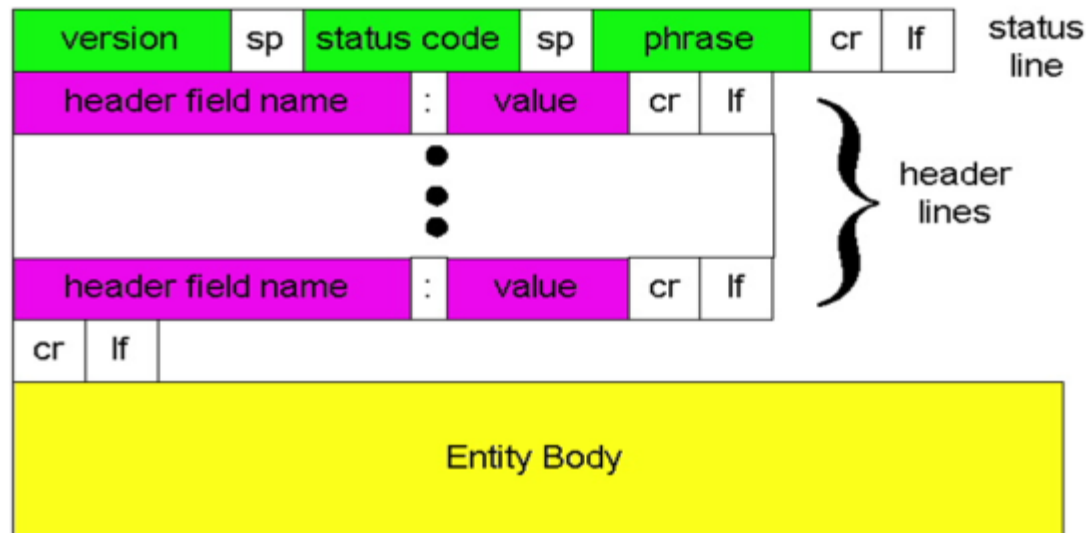 version sp status code sp phrase cr lf status line
header field name : value cr lf
header lines
header field name : value cr lf
cr lf
Entity Body